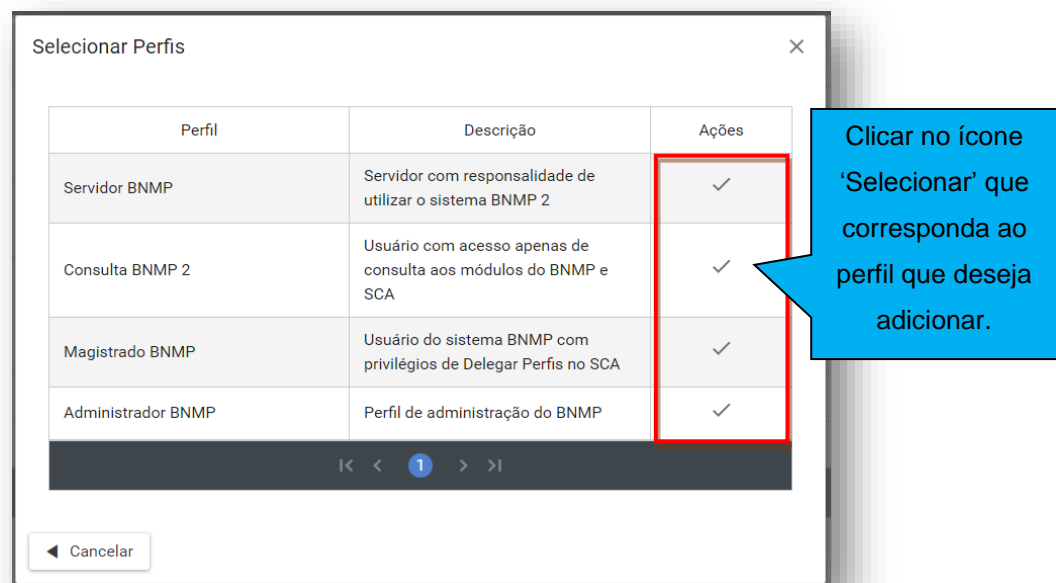 Selecionar Perfis
Perfil Descrição Ações
Servidor BNMP
Servidor com responsalidade de
utilizar o sistema BNMP 2
Consulta BNMP 2
Usuário com acesso apenas de
consulta aos módulos do BNMP e
SCA
Magistrado BNMP
Usuário do sistema BNMP com
privilégios de Delegar Perfis no SCA
Administrador BNMP
Perfil de administração do BNMP
1
Cancelar
Clicar no ícone
‘Selecionar’ que
corresponda ao
perfil que deseja
adicionar.